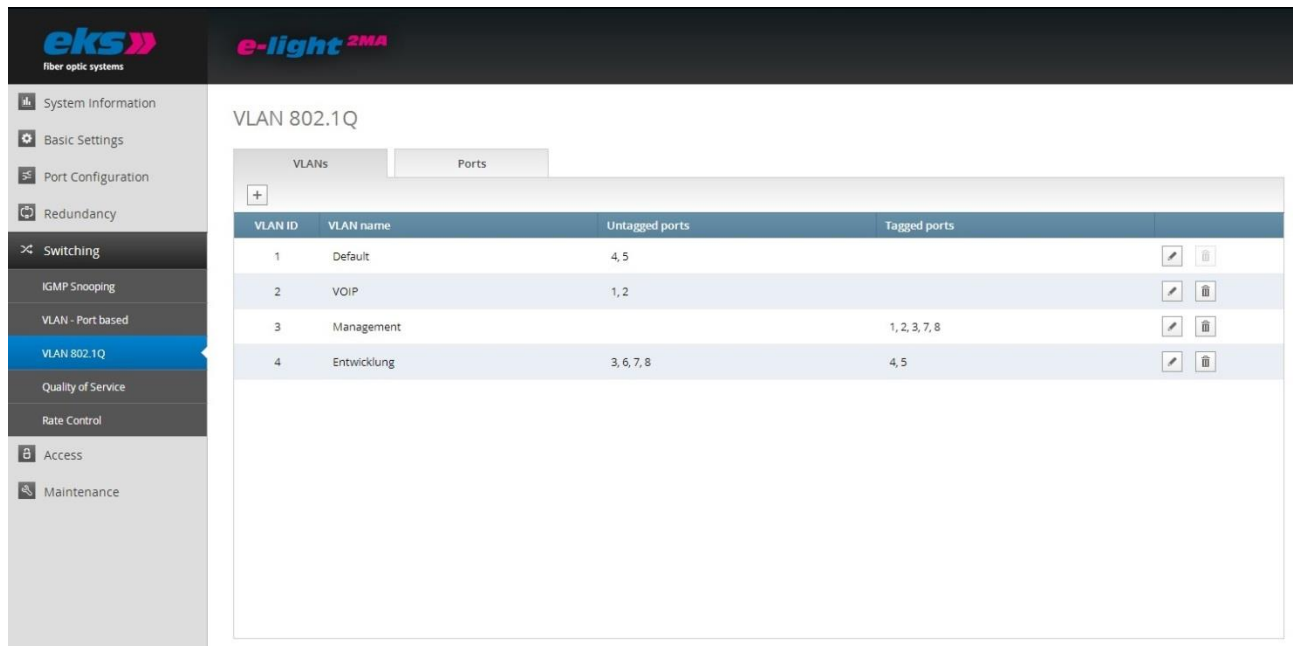 eks
fiber optic systems
e-light 2MA
System Information
Basic Settings
Port Configuration
Redundancy
Switching
IGMP Snooping
VLAN - Port based
VLAN 802.1Q
Quality of Service
Rate Control
Access
Maintenance
VLAN 802.1Q
VLANs Ports
+
VLAN ID VLAN name Untagged ports Tagged ports
1 Default 4, 5
2 VOIP 1, 2
3 Management 1, 2, 3, 7, 8
4 Entwicklung 3, 6, 7, 8 4, 5